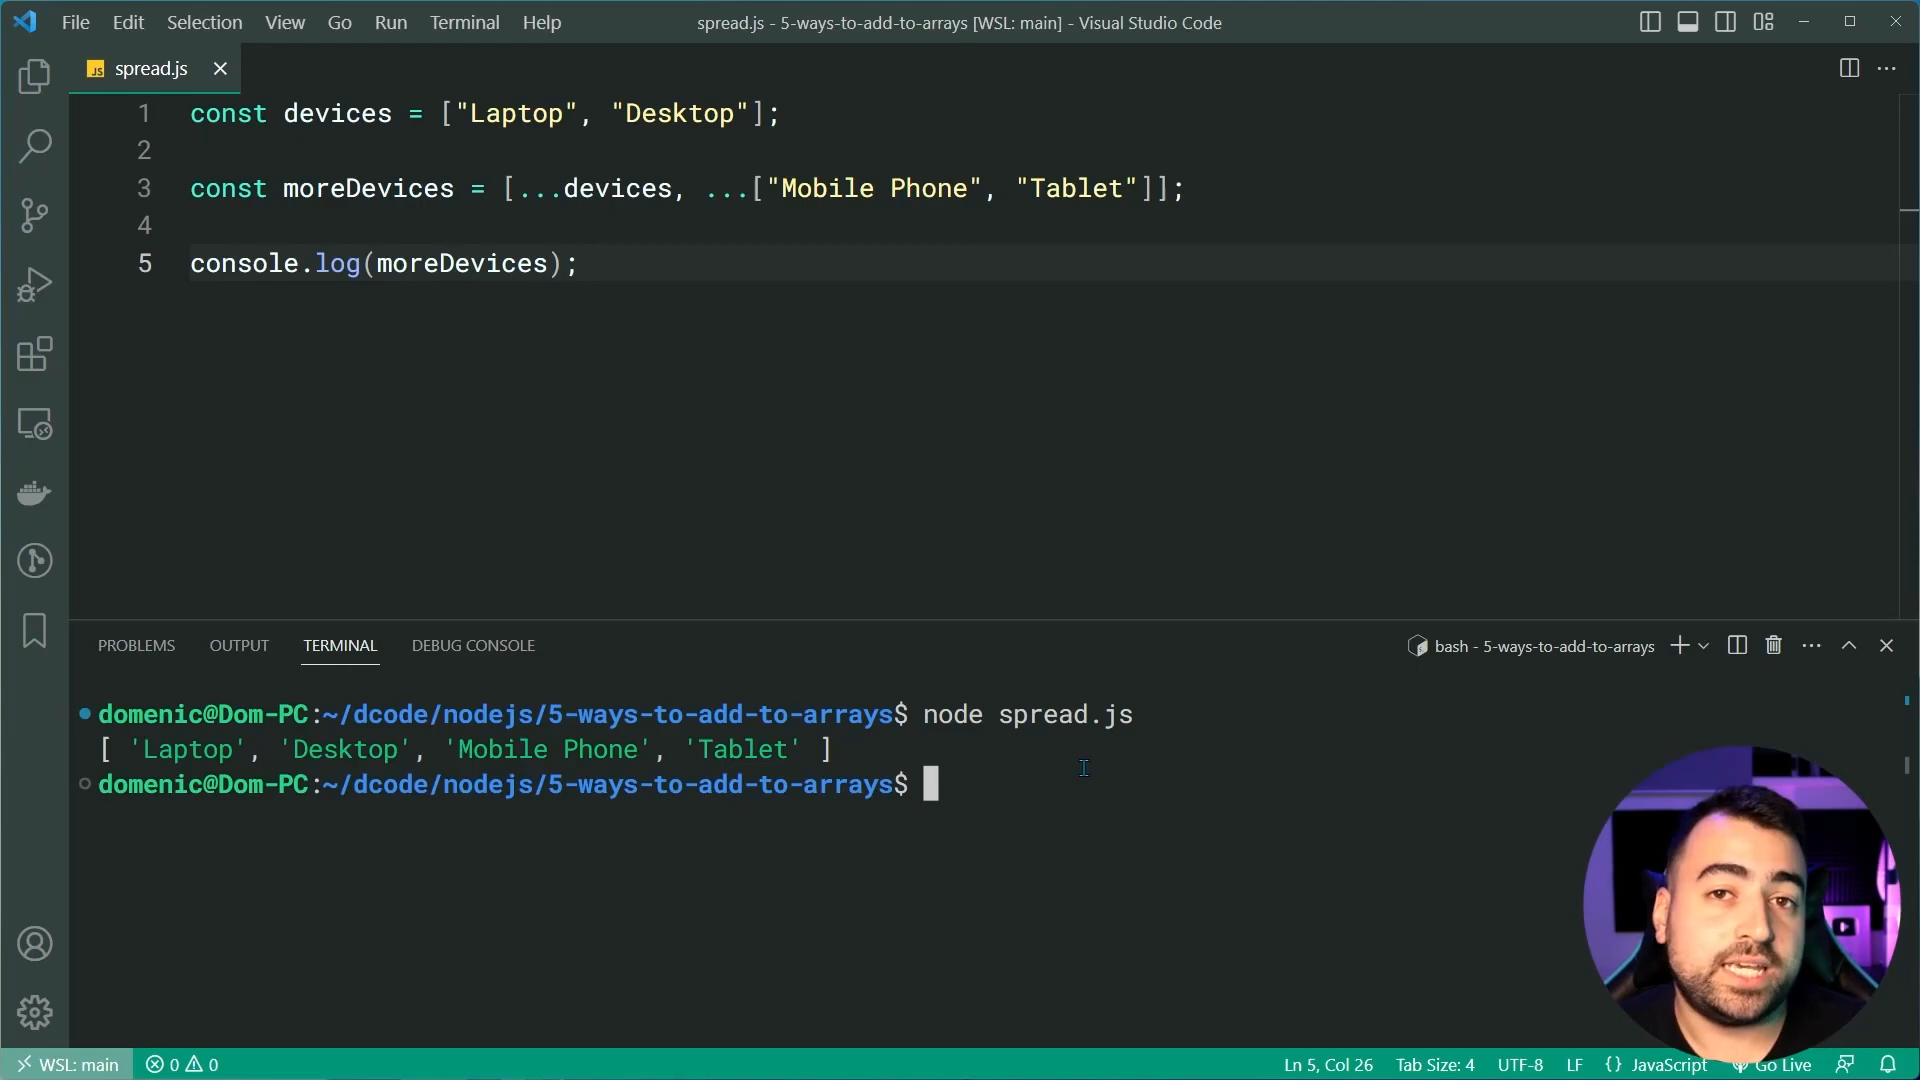 File Edit Selection View Go Run Terminal Help
spread.js - 5-ways-to-add-to-arrays [WSL: main] - Visual Studio Code
JS spread.js
1 const devices = ["Laptop", "Desktop"];
2
3 const moreDevices = [...devices, ...["Mobile Phone", "Tablet"]];
4
5 console.log(moreDevices);
PROBLEMS OUTPUT TERMINAL DEBUG CONSOLE
bash - 5-ways-to-add-to-arrays
domenic@Dom-PC:~/dcode/nodejs/5-ways-to-add-to-arrays$ node spread.js
[ 'Laptop', 'Desktop', 'Mobile Phone', 'Tablet' ]
domenic@Dom-PC:~/dcode/nodejs/5-ways-to-add-to-arrays$
WSL: main 0 0 Ln 5, Col 26 Tab Size: 4 UTF-8 LF {} JavaScript Go Live